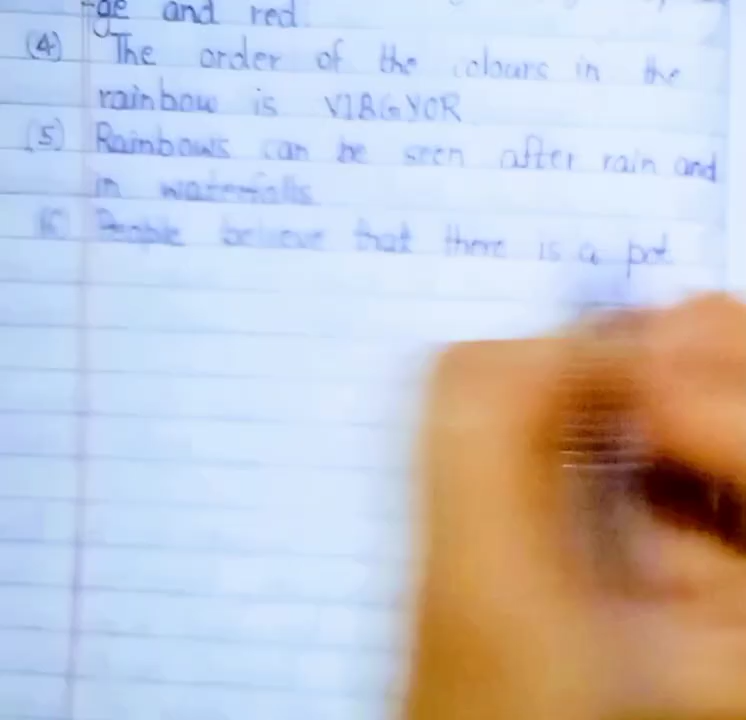 -ge and red.
(4) The order of the colours in the
rainbow is VIBGYOR
(5) Rainbows can be seen after rain and
in waterfalls
(6) People believe that there is a pot